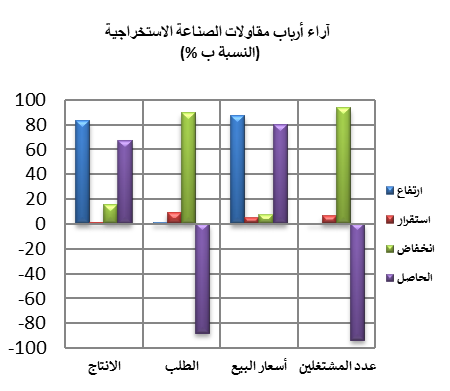 آراء أرباب مقاولات الصناعة الاستخراجية
(النسبة ب %)
100
80
60
40
20
0
-20
-40
-60
-80
-100
الانتاج
الطلب
أسعار البيع
عدد المشتغلين
ارتفاع
استقرار
انخفاض
الحاصل